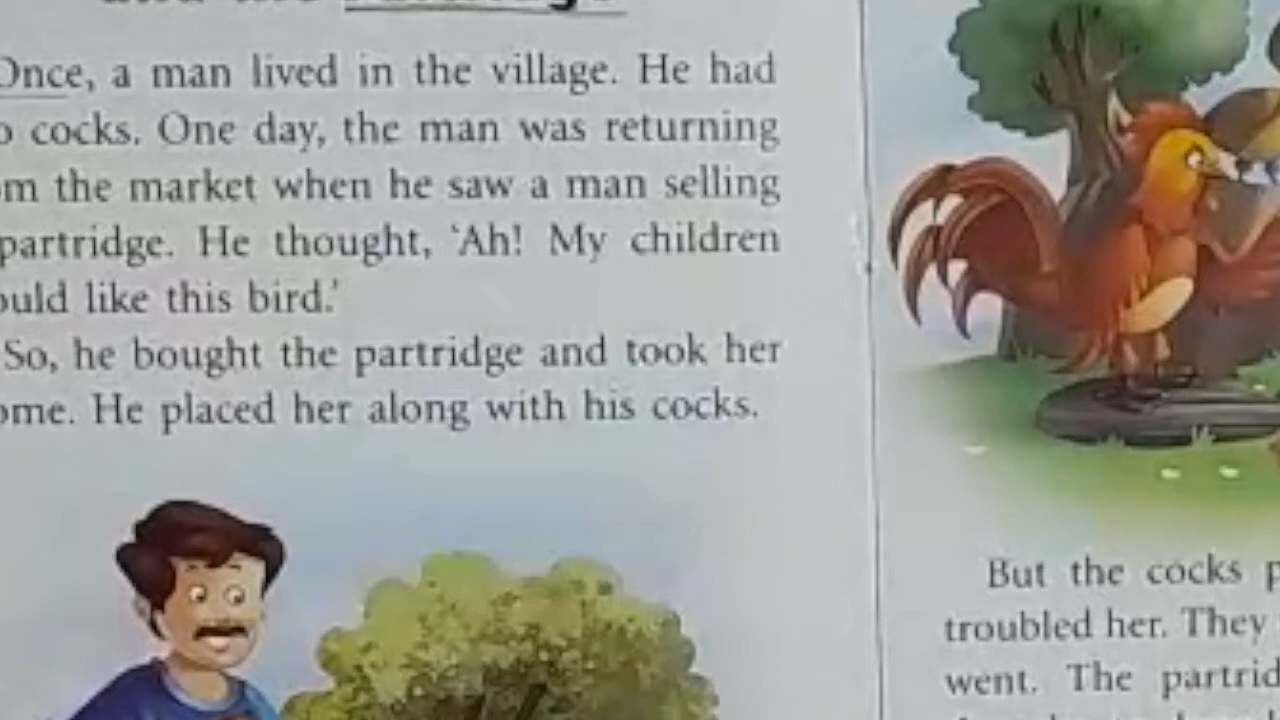 Once, a man lived in the village. He had
cocks. One day, the man was returning
the market when he saw a man selling
partridge. He thought, 'Ah! My children
like this bird.'
So, he bought the partridge and took her
He placed her along with his cocks.
But the cocks
troubled her. They
went. The